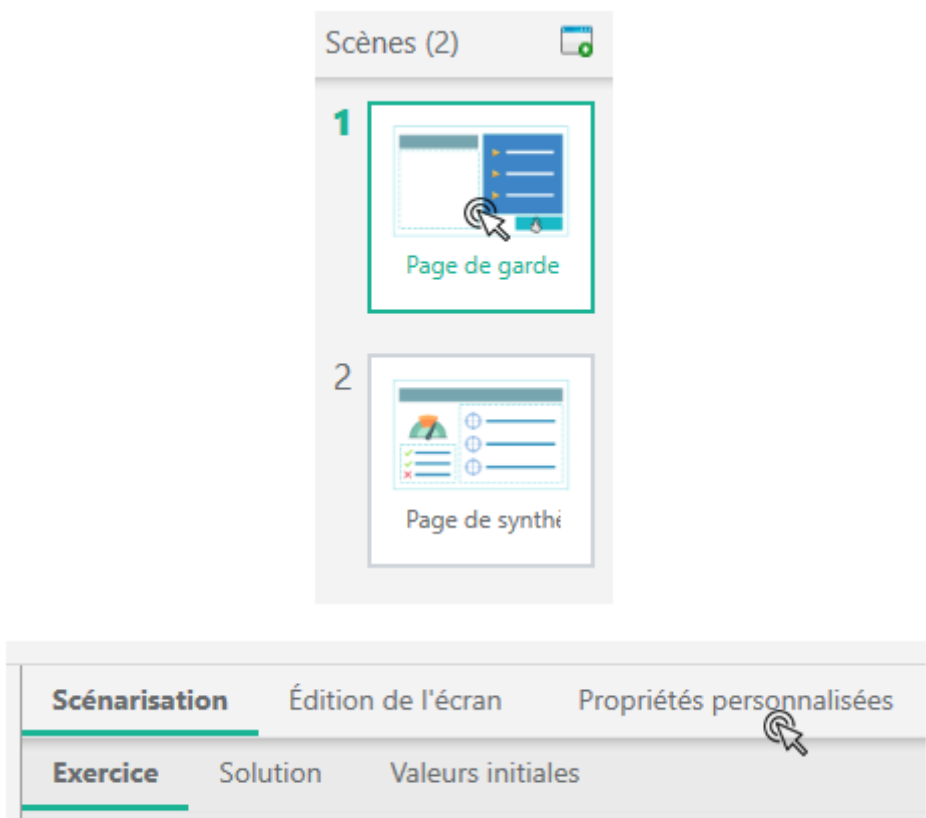 Scènes (2)
1
Page de garde
2
Page de synthè
Scénarisation Édition de l'écran Propriétés personnalisées
Exercice Solution Valeurs initiales